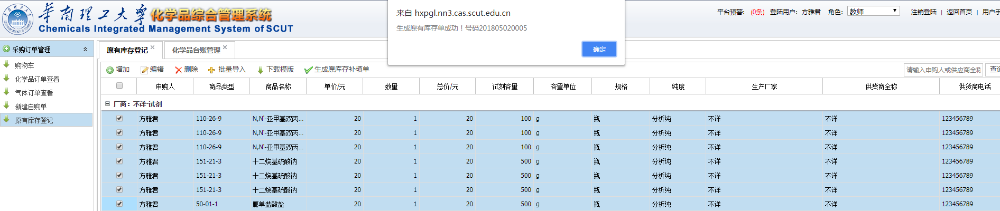 华南理工大学 化学品综合管理系统
Chemicals Integrated Management System of SCUT
来自 hxpgl.nn3.cas.scut.edu.cn
生成原有库存单成功！号码201805020005
确定
平台预警: (0条) 登陆用户: 方雅君 角色: 教师 注销登陆 | 返回首页 | 用户手
采购订单管理
购物车
化学品订单查看
气体订单查看
新建自购单
原有库存登记
原有库存登记 化学品台账管理
增加 编辑 删除 批量导入 下载模版 生成原库存补填单 请输入申购人或供应商全称 查询
申购人 商品类型 商品名称 单价/元 数量 总价/元 试剂容量 容量单位 规格 纯度 生产厂家 供货商全称 供货商电话
厂商：不详-试剂
方雅君 110-26-9 N,N'-亚甲基双丙... 20 1 20 100 g 瓶 分析纯 不详 不详 123456789
方雅君 110-26-9 N,N'-亚甲基双丙... 20 1 20 100 g 瓶 分析纯 不详 不详 123456789
方雅君 110-26-9 N,N'-亚甲基双丙... 20 1 20 100 g 瓶 分析纯 不详 不详 123456789
方雅君 151-21-3 十二烷基硫酸钠 20 1 20 500 g 瓶 分析纯 不详 不详 123456789
方雅君 151-21-3 十二烷基硫酸钠 20 1 20 500 g 瓶 分析纯 不详 不详 123456789
方雅君 151-21-3 十二烷基硫酸钠 20 1 20 500 g 瓶 分析纯 不详 不详 123456789
方雅君 50-01-1 胍单盐酸盐 20 1 20 500 g 瓶 分析纯 不详 不详 123456789